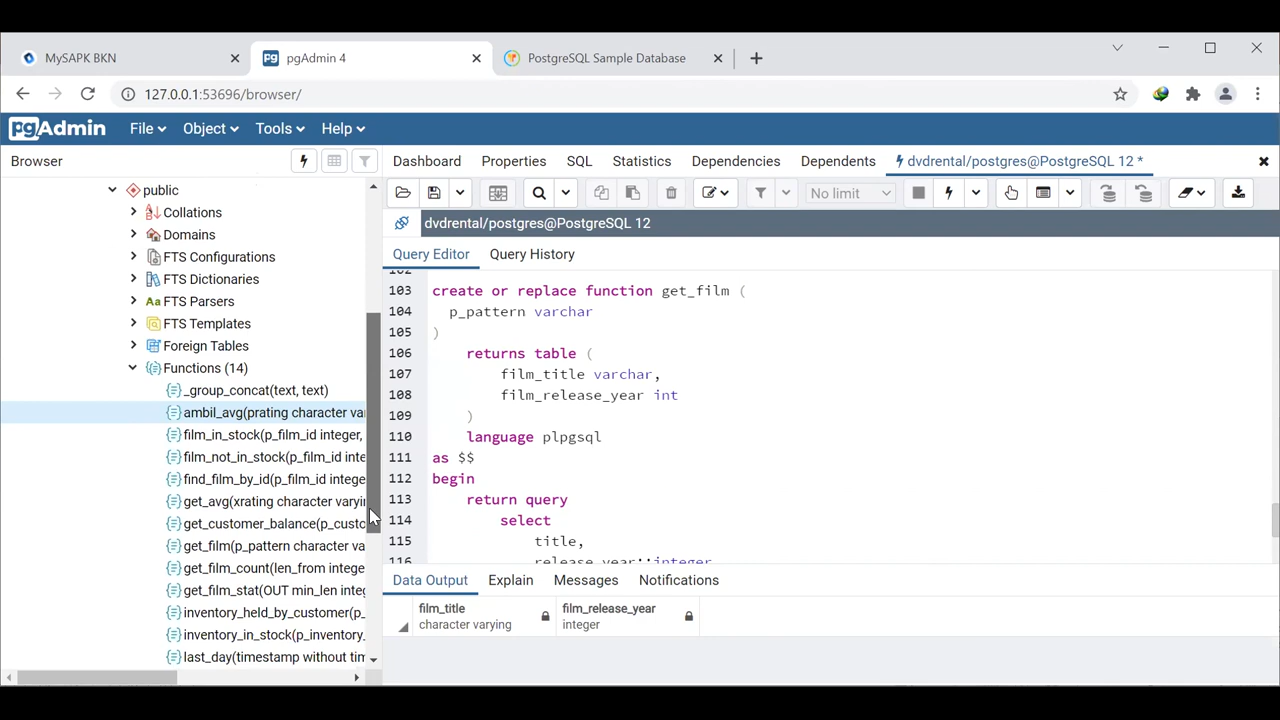 MySAPK BKN
pgAdmin 4
PostgreSQL Sample Database
127.0.0.1:53696/browser/
pgAdmin
File
Object
Tools
Help
Browser
Dashboard
Properties
SQL
Statistics
Dependencies
Dependents
dvdrental/postgres@PostgreSQL 12 *
No limit
dvdrental/postgres@PostgreSQL 12
Query Editor
Query History
public
Collations
Domains
FTS Configurations
FTS Dictionaries
FTS Parsers
FTS Templates
Foreign Tables
Functions (14)
_group_concat(text, text)
ambil_avg(prating character va
film_in_stock(p_film_id integer,
film_not_in_stock(p_film_id inte
find_film_by_id(p_film_id intege
get_avg(xrating character varyi
get_customer_balance(p_custo
get_film(p_pattern character va
get_film_count(len_from intege
get_film_stat(OUT min_len integ
inventory_held_by_customer(p_
inventory_in_stock(p_inventory_
last_day(timestamp without tim
102
103 create or replace function get_film (
104 p_pattern varchar
105 )
106 returns table (
107 film_title varchar,
108 film_release_year int
109 )
110 language plpgsql
111 as $$
112 begin
113 return query
114 select
115 title,
116 release_year::integer
Data Output
Explain
Messages
Notifications
film_title
character varying
film_release_year
integer